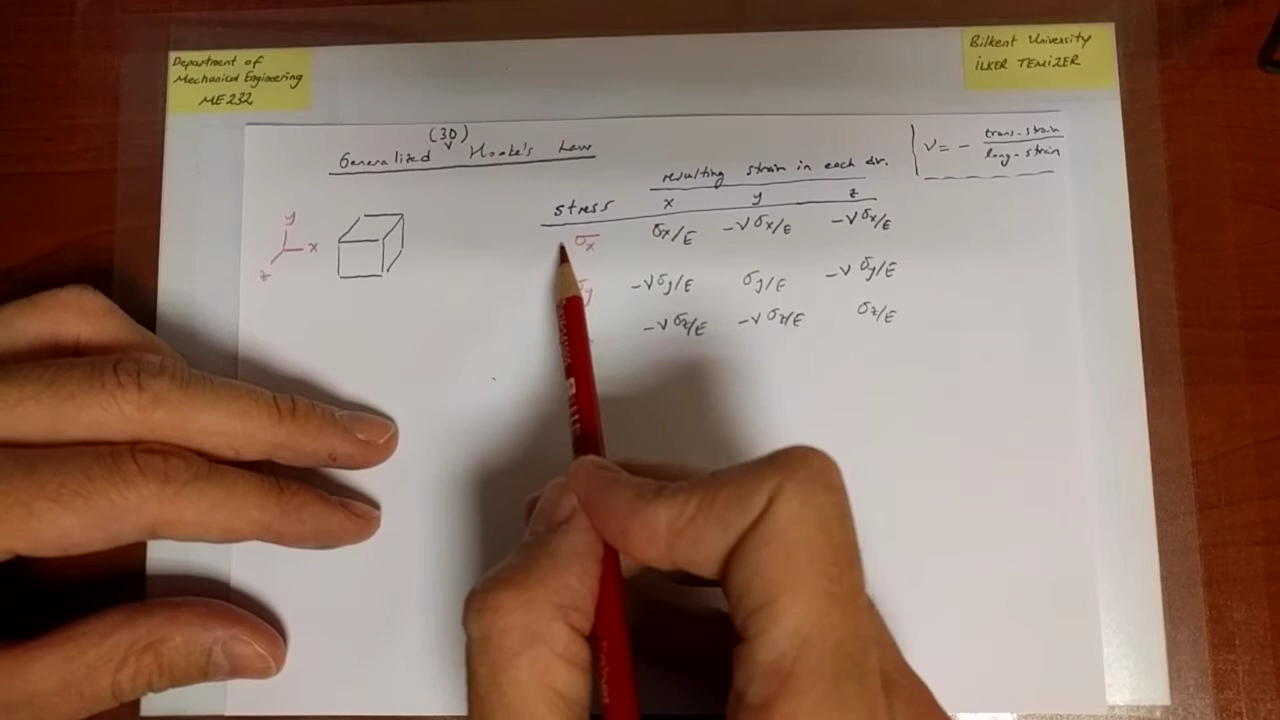 Department of
Mechanical Engineering
ME232
Bilkent University
İLKER TEMİZER
(3D)
Generalized ˅ Hooke's Law
ν = - trans. strain / long. strain
resulting strain in each dir.
stress x y z
σx σx/E -νσx/E -νσx/E
σy -νσy/E σy/E -νσy/E
-νσz/E -νσz/E σz/E
y
x
z